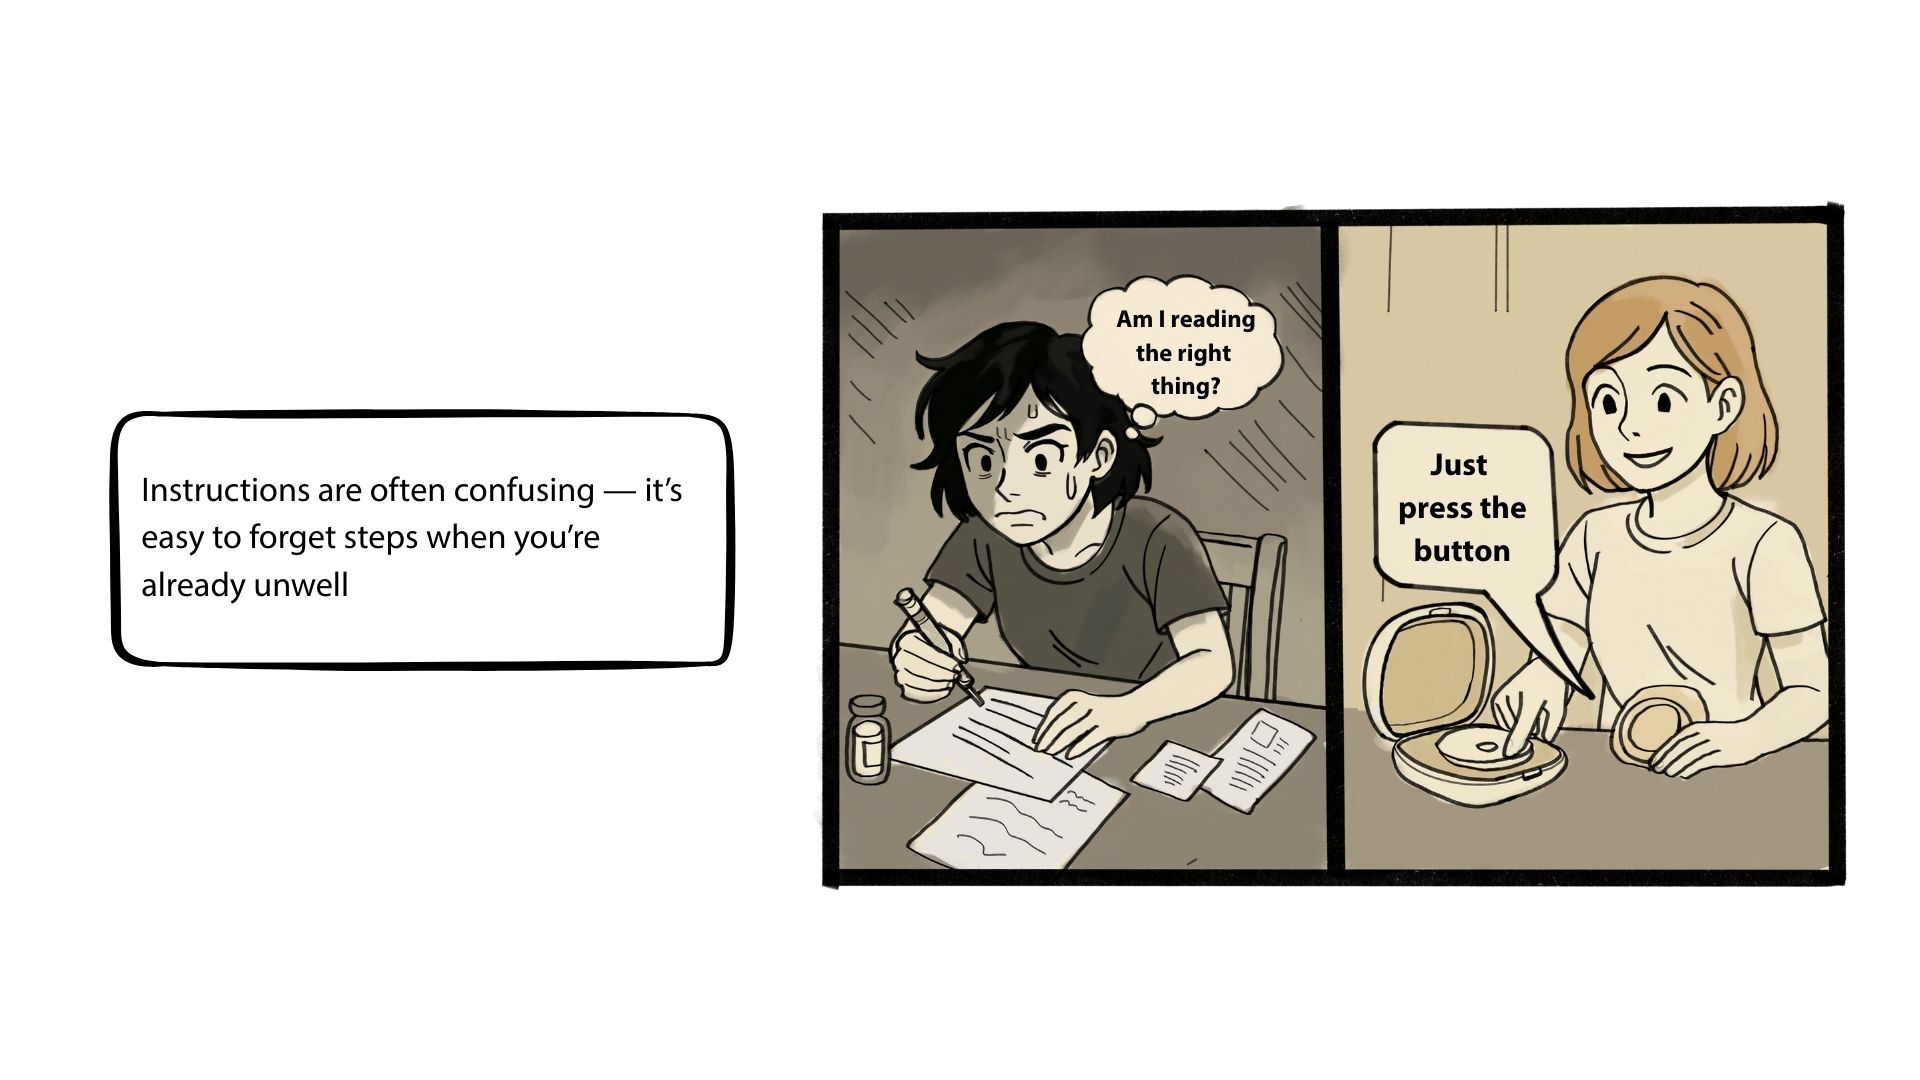 Instructions are often confusing — it’s
easy to forget steps when you’re
already unwell
Am I reading
the right
thing?
Just
press the
button